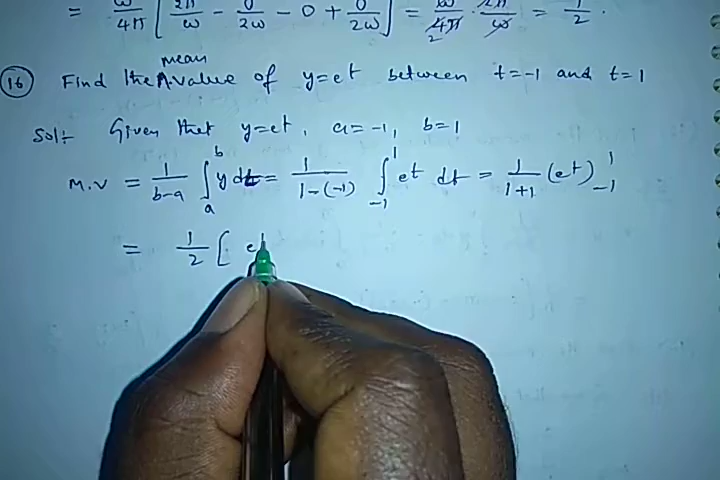 = ω/4π [ 2π/ω - 0/2ω - 0 + 0/2ω ] = ω/4π · 2π/ω = 1/2 .
(16) Find the mean value of y=e^t between t=-1 and t=1
Sol:- Given that y=e^t, a=-1, b=1
M.V = 1/(b-a) ∫_a^b y dt = 1/(1-(-1)) ∫_{-1}^1 e^t dt = 1/(1+1) (e^t)_{-1}^1
= 1/2 [ e